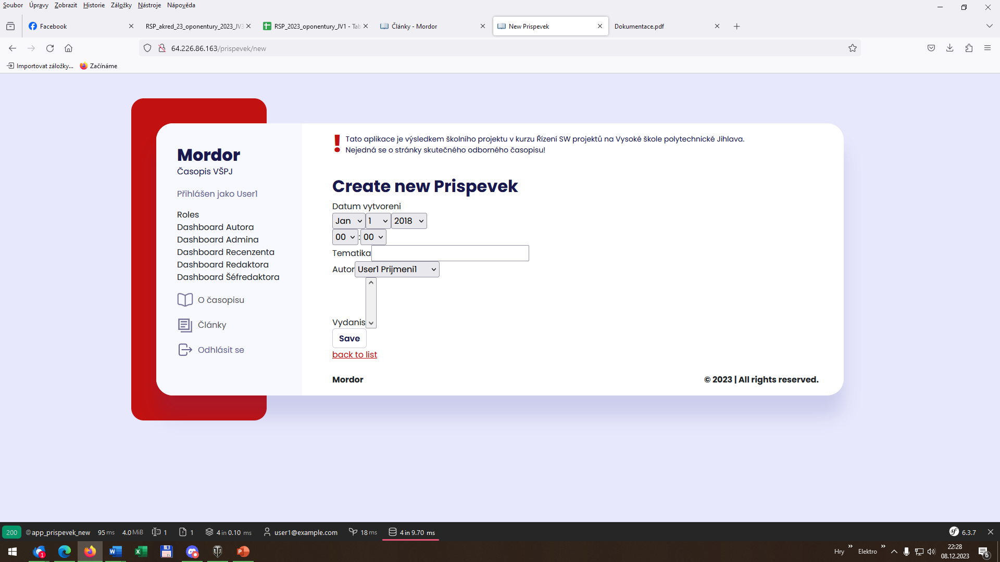 Soubor Úpravy Zobrazit Historie Záložky Nástroje Nápověda
Facebook
RSP_akred_23_oponentury_2023_JV3
RSP_2023_oponentury_JV1 - Tab
Články - Mordor
New Prispevek
Dokumentace.pdf
64.226.86.163/prispevek/new
Importovat záložky...
Začínáme
Mordor
Časopis VŠPJ
Přihlášen jako User1
Roles
Dashboard Autora
Dashboard Admina
Dashboard Recenzenta
Dashboard Redaktora
Dashboard Šéfredaktora
O časopisu
Články
Odhlásit se
! Tato aplikace je výsledkem školního projektu v kurzu Řízení SW projektů na Vysoké škole polytechnické Jihlava.
Nejedná se o stránky skutečného odborného časopisu!
Create new Prispevek
Datum vytvoreni
Jan 1 2018
00 : 00
Tematika
Autor User1 Prijmeni1
Vydanis
Save
back to list
Mordor
© 2023 | All rights reserved.
200 @app_prispevek_new 95 ms 4.0 MiB 1 1 4 in 0.10 ms user1@example.com 18 ms 4 in 9.70 ms sf 6.3.7
1
Hry » Elektro »
22:28
08.12.2023
6